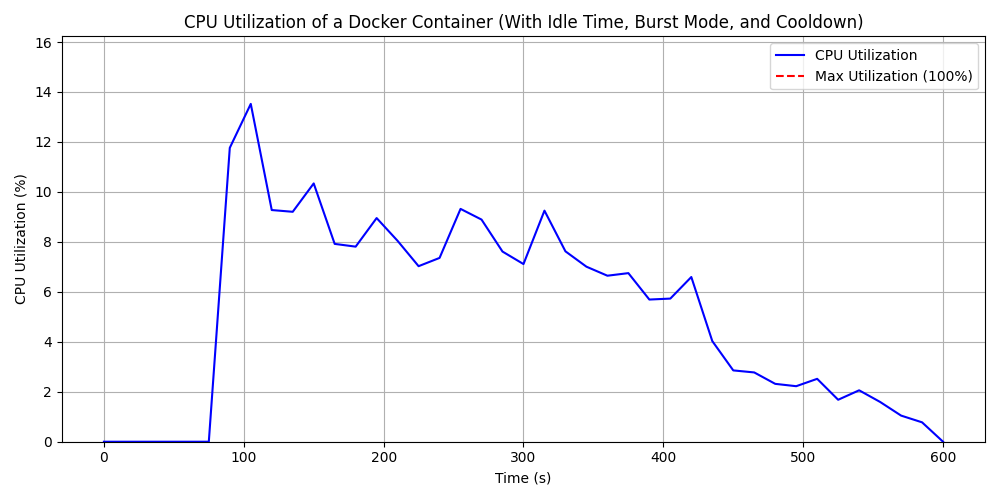 CPU Utilization of a Docker Container (With Idle Time, Burst Mode, and Cooldown)
CPU Utilization
Max Utilization (100%)
CPU Utilization (%)
16
14
12
10
8
6
4
2
0
0 100 200 300 400 500 600
Time (s)